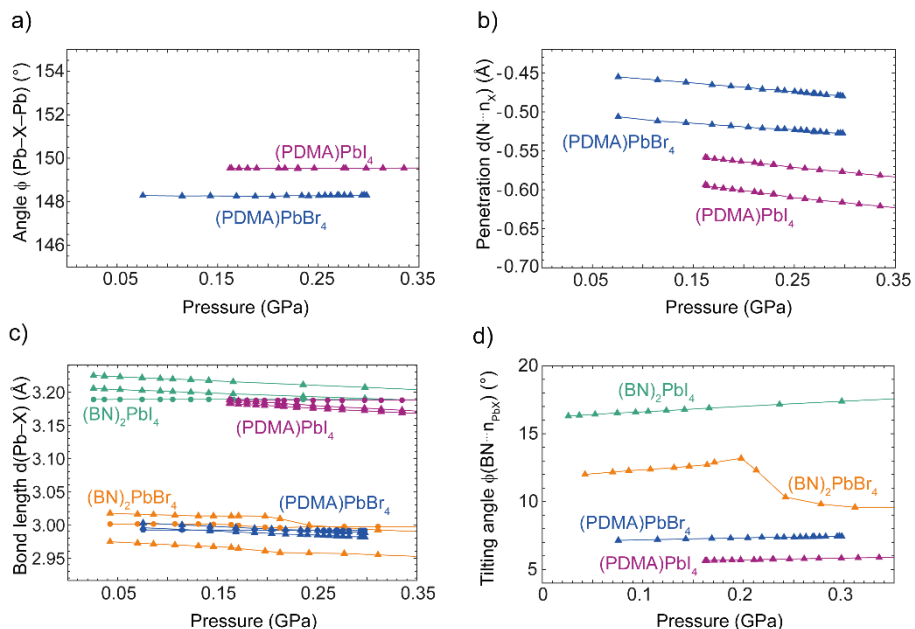 a)
Angle ϕ (Pb–X–Pb) (°)
154
152
150
148
146
(PDMA)PbI₄
(PDMA)PbBr₄
0.05 0.15 0.25 0.35
Pressure (GPa)
b)
Penetration d(N···nₓ) (Å)
-0.45
-0.50
-0.55
-0.60
-0.65
-0.70
(PDMA)PbBr₄
(PDMA)PbI₄
0.05 0.15 0.25 0.35
Pressure (GPa)
c)
Bond length d(Pb–X) (Å)
3.20
3.15
3.10
3.05
3.00
2.95
(BN)₂PbI₄
(PDMA)PbI₄
(BN)₂PbBr₄
(PDMA)PbBr₄
0.05 0.15 0.25 0.35
Pressure (GPa)
d)
Tilting angle ϕ(BN···n_PbX) (°)
20
15
10
5
(BN)₂PbI₄
(BN)₂PbBr₄
(PDMA)PbBr₄
(PDMA)PbI₄
0 0.1 0.2 0.3
Pressure (GPa)